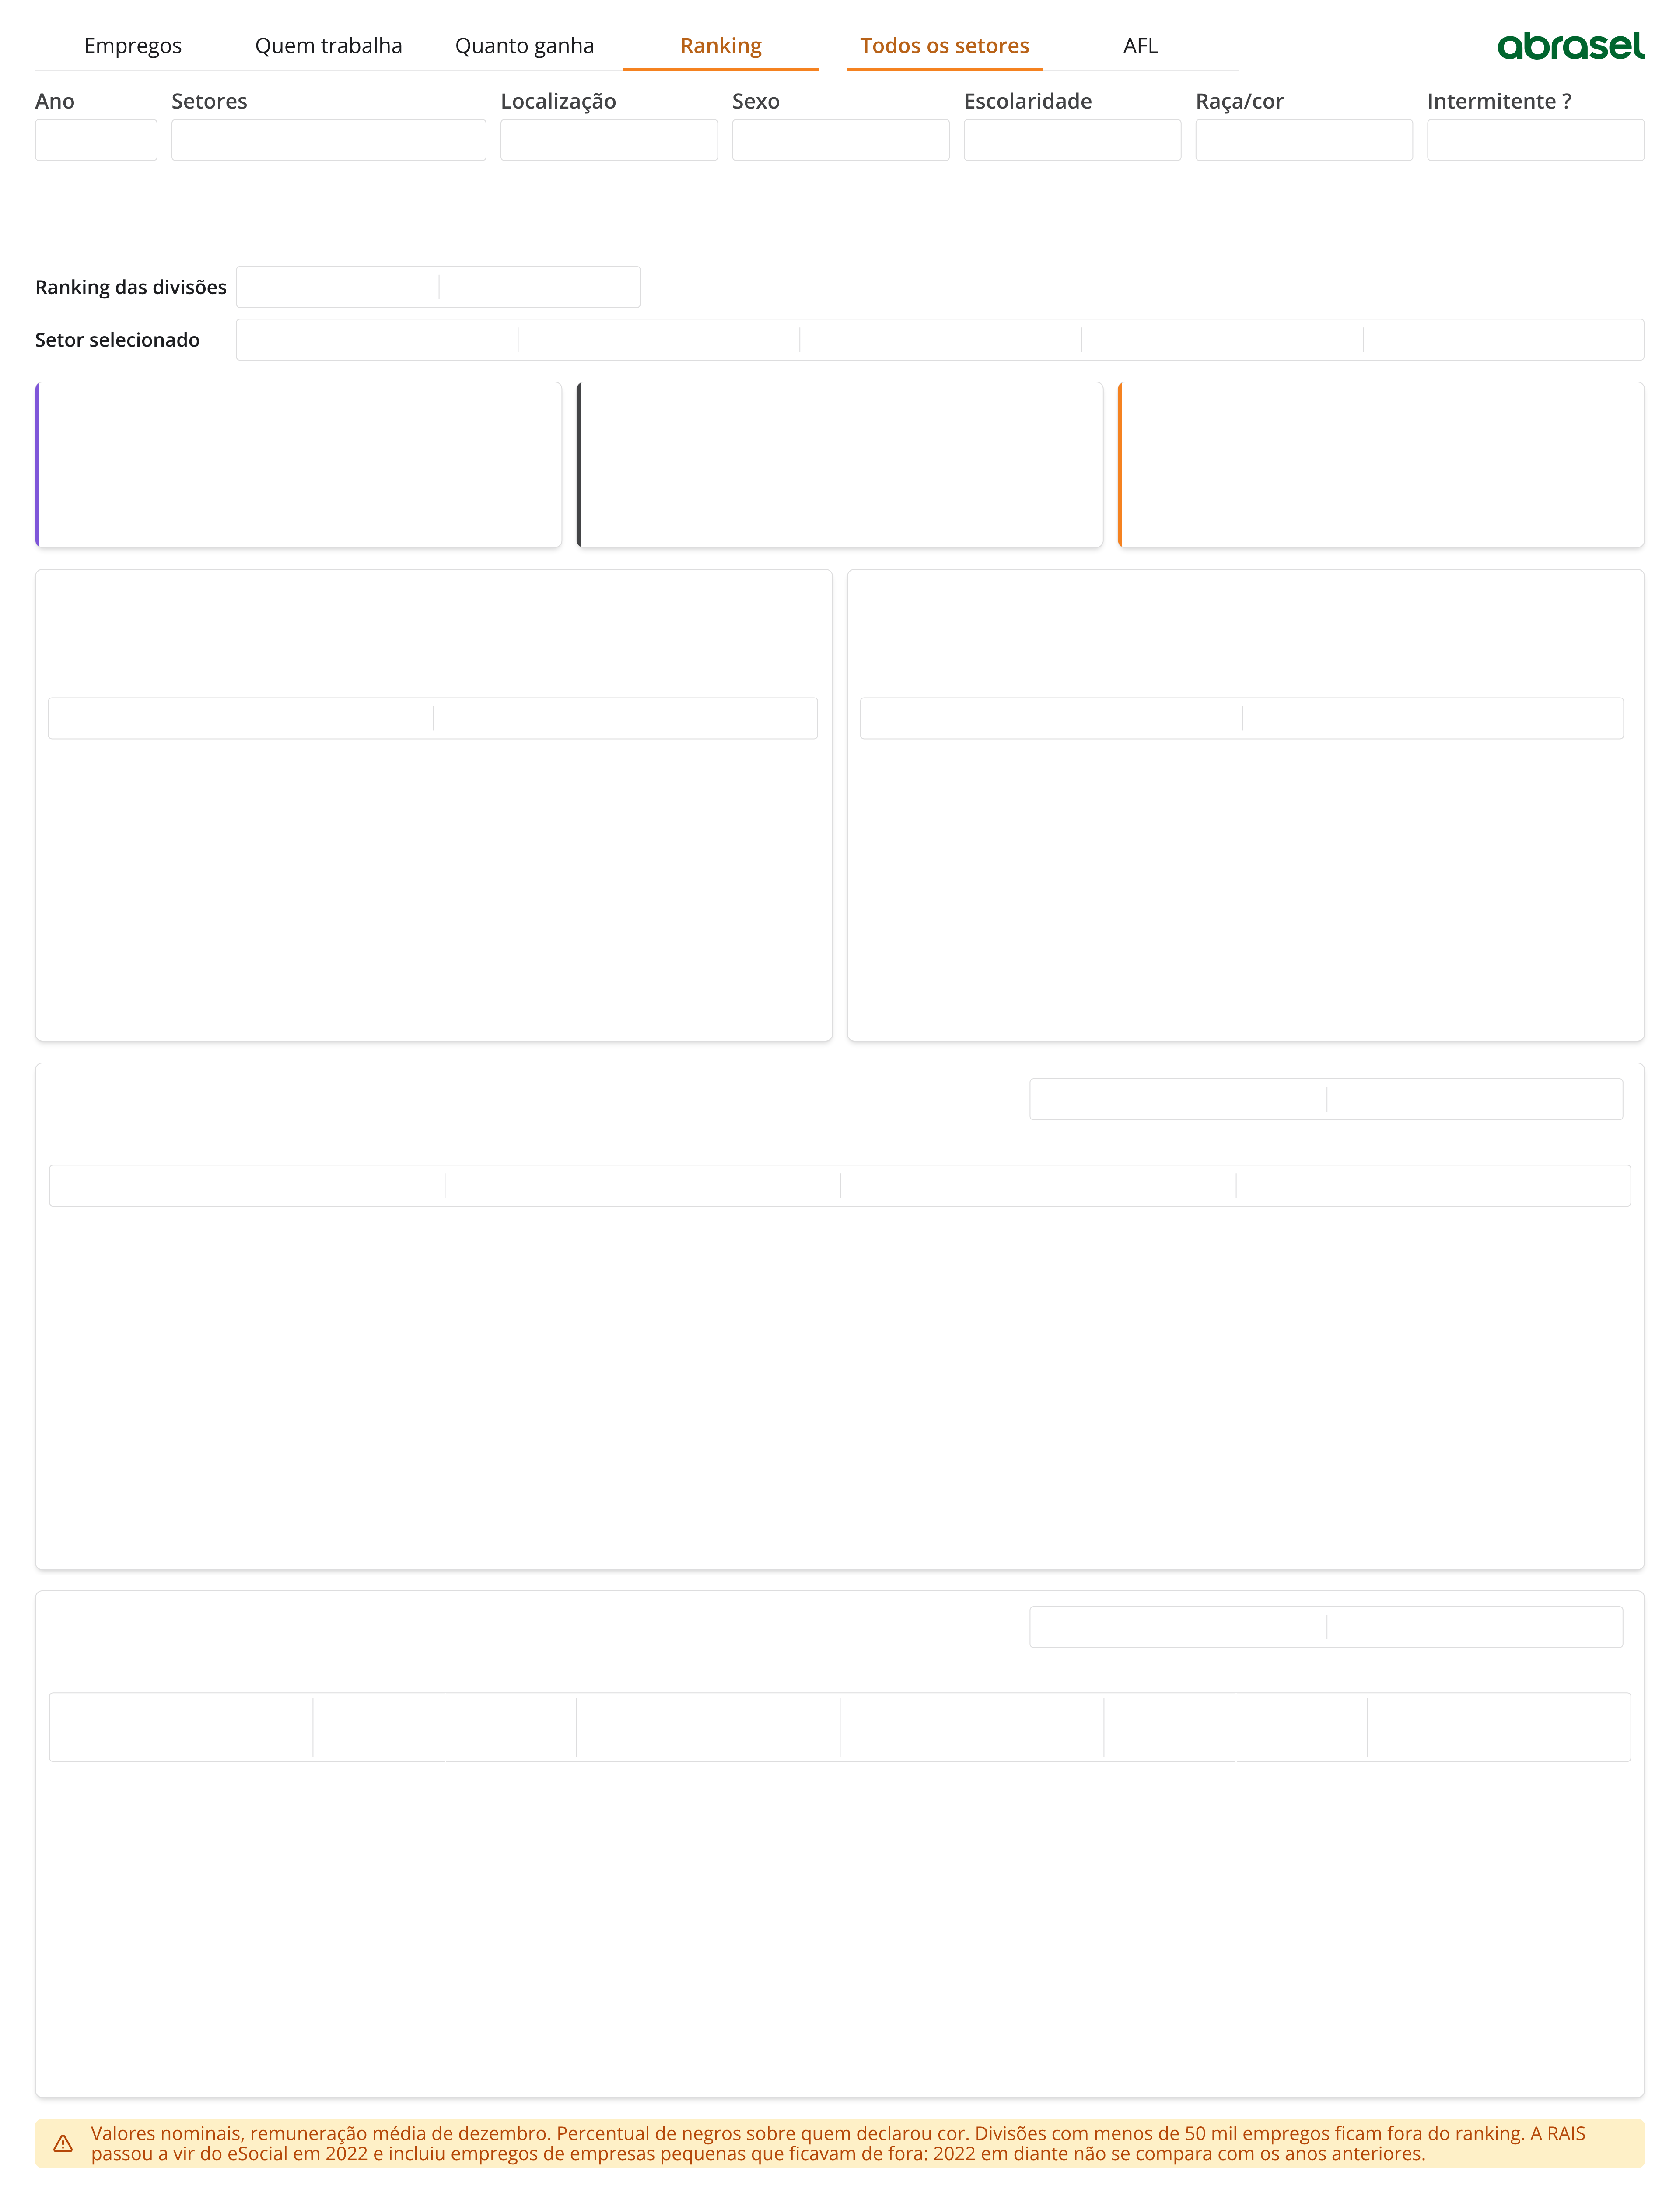 Empregos Quem trabalha Quanto ganha Ranking Todos os setores AFL abrasel
Ano Setores Localização Sexo Escolaridade Raça/cor Intermitente ?
Ranking das divisões
Setor selecionado
Valores nominais, remuneração média de dezembro. Percentual de negros sobre quem declarou cor. Divisões com menos de 50 mil empregos ficam fora do ranking. A RAIS
passou a vir do eSocial em 2022 e incluiu empregos de empresas pequenas que ficavam de fora: 2022 em diante não se compara com os anos anteriores.